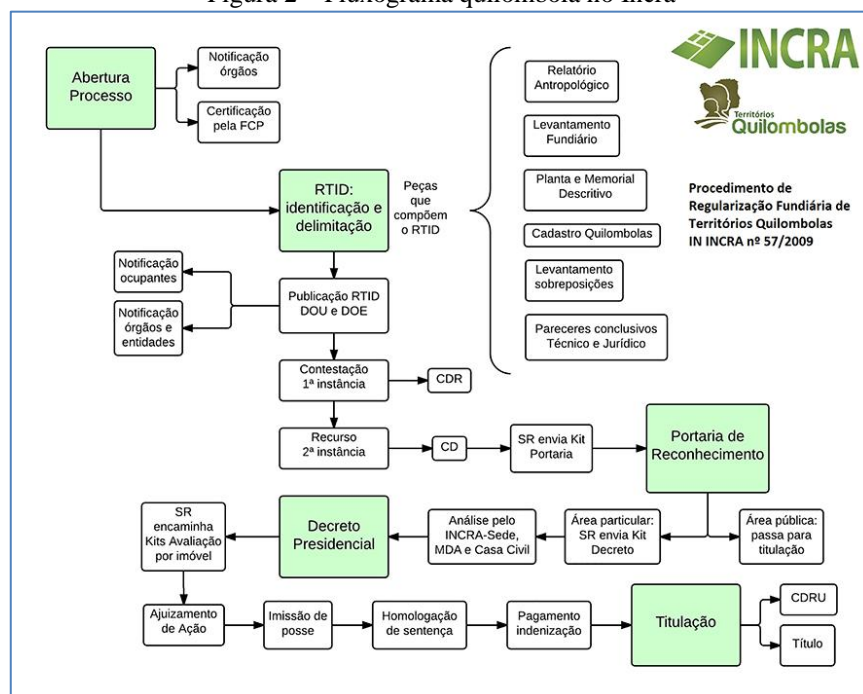 Figura 2 – Fluxograma quilombola no Incra
INCRA
Territórios
Quilombolas
Procedimento de
Regularização Fundiária de
Territórios Quilombolas
IN INCRA nº 57/2009
Abertura
Processo
Notificação
órgãos
Certificação
pela FCP
RTID:
identificação e
delimitação
Peças
que
compõem
o RTID
Relatório
Antropológico
Levantamento
Fundiário
Planta e Memorial
Descritivo
Cadastro Quilombolas
Levantamento
sobreposições
Pareceres conclusivos
Técnico e Jurídico
Notificação
ocupantes
Notificação
órgãos e
entidades
Publicação RTID
DOU e DOE
Contestação
1ª instância
CDR
Recurso
2ª instância
CD
SR envia Kit
Portaria
Portaria de
Reconhecimento
Área pública:
passa para
titulação
Área particular:
SR envia Kit
Decreto
Análise pelo
INCRA-Sede,
MDA e Casa Civil
Decreto
Presidencial
SR
encaminha
Kits Avaliação
por imóvel
Ajuizamento
de Ação
Imissão de
posse
Homologação
de sentença
Pagamento
indenização
Titulação
CDRU
Título